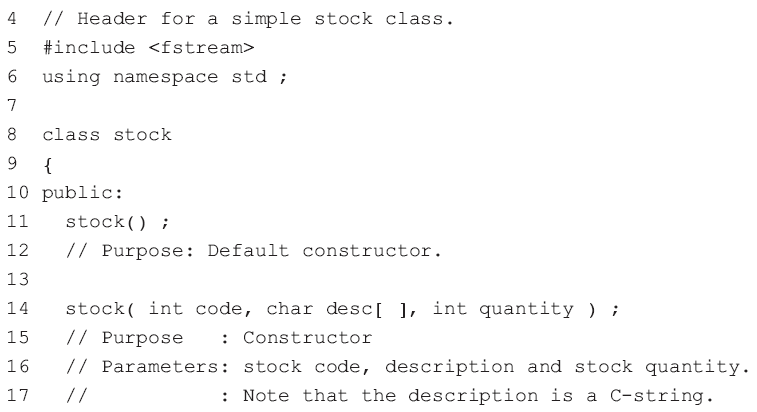 4  // Header for a simple stock class.
5  #include <fstream>
6  using namespace std ;
7
8  class stock
9  {
10 public:
11   stock() ;
12   // Purpose: Default constructor.
13
14   stock( int code, char desc[ ], int quantity ) ;
15   // Purpose   : Constructor
16   // Parameters: stock code, description and stock quantity.
17   //           : Note that the description is a C-string.